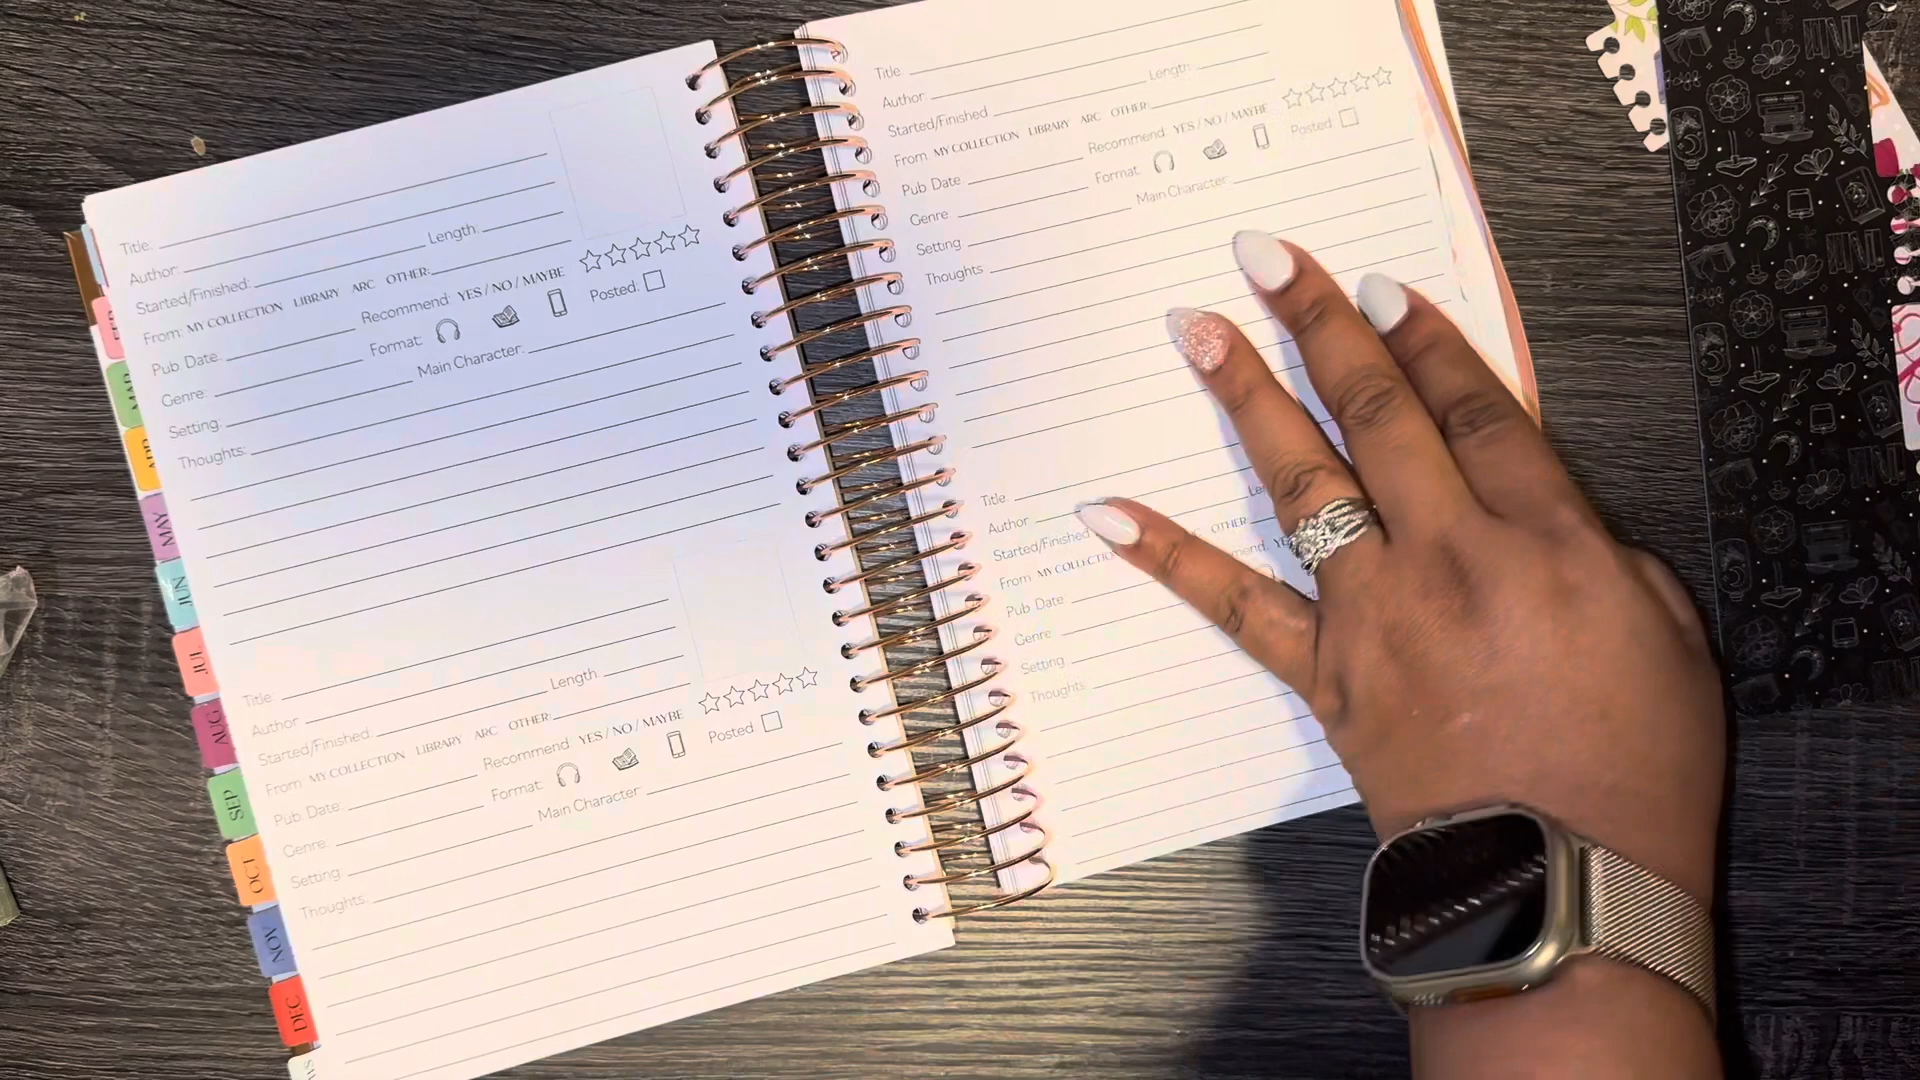 Title:
Author:
Started/Finished: Length:
From: MY COLLECTION LIBRARY ARC OTHER:
Pub Date: Recommend: YES / NO / MAYBE
Genre: Format: Posted:
Setting: Main Character:
Thoughts:
Title:
Author
Started/Finished Length:
From MY COLLECTION LIBRARY ARC OTHER:
Pub Date: Recommend YES / NO / MAYBE
Genre: Format: Posted
Setting: Main Character
Thoughts:
Title:
Author
Started/Finished Length:
From MY COLLECTION LIBRARY ARC OTHER:
Pub Date Recommend YES / NO / MAYBE
Genre Format: Posted
Setting Main Character
Thoughts
Title
Author
Started/Finished
From OTHER:
Pub Date
Genre
Setting
Thoughts
MAY
JUN
JUL
AUG
SEP
OCT
NOV
DEC